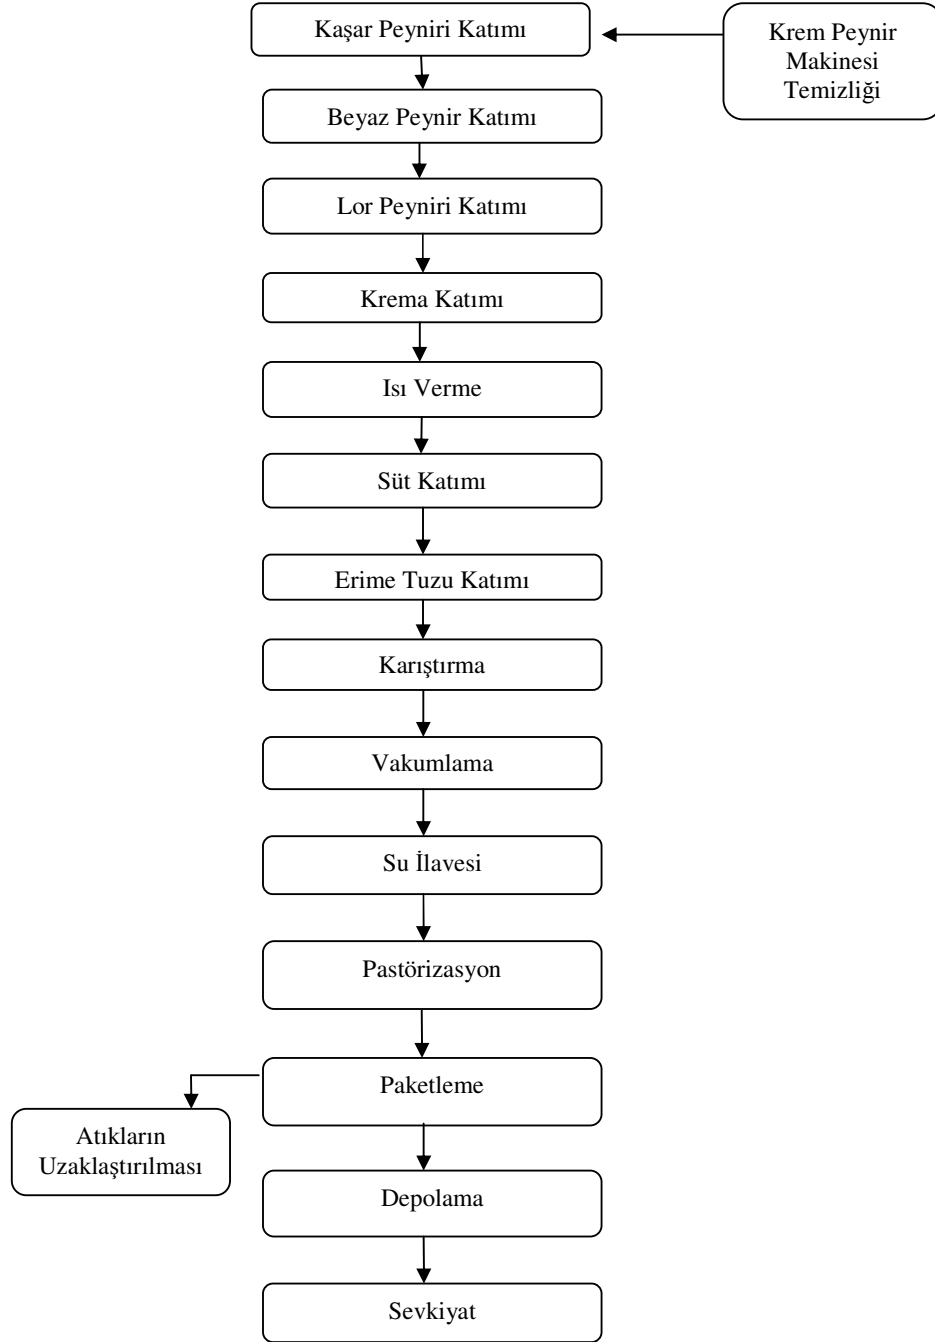 Kaşar Peyniri Katımı
Krem Peynir
Makinesi
Temizliği
Beyaz Peynir Katımı
Lor Peyniri Katımı
Krema Katımı
Isı Verme
Süt Katımı
Erime Tuzu Katımı
Karıştırma
Vakumlama
Su İlavesi
Pastörizasyon
Paketleme
Atıkların
Uzaklaştırılması
Depolama
Sevkiyat